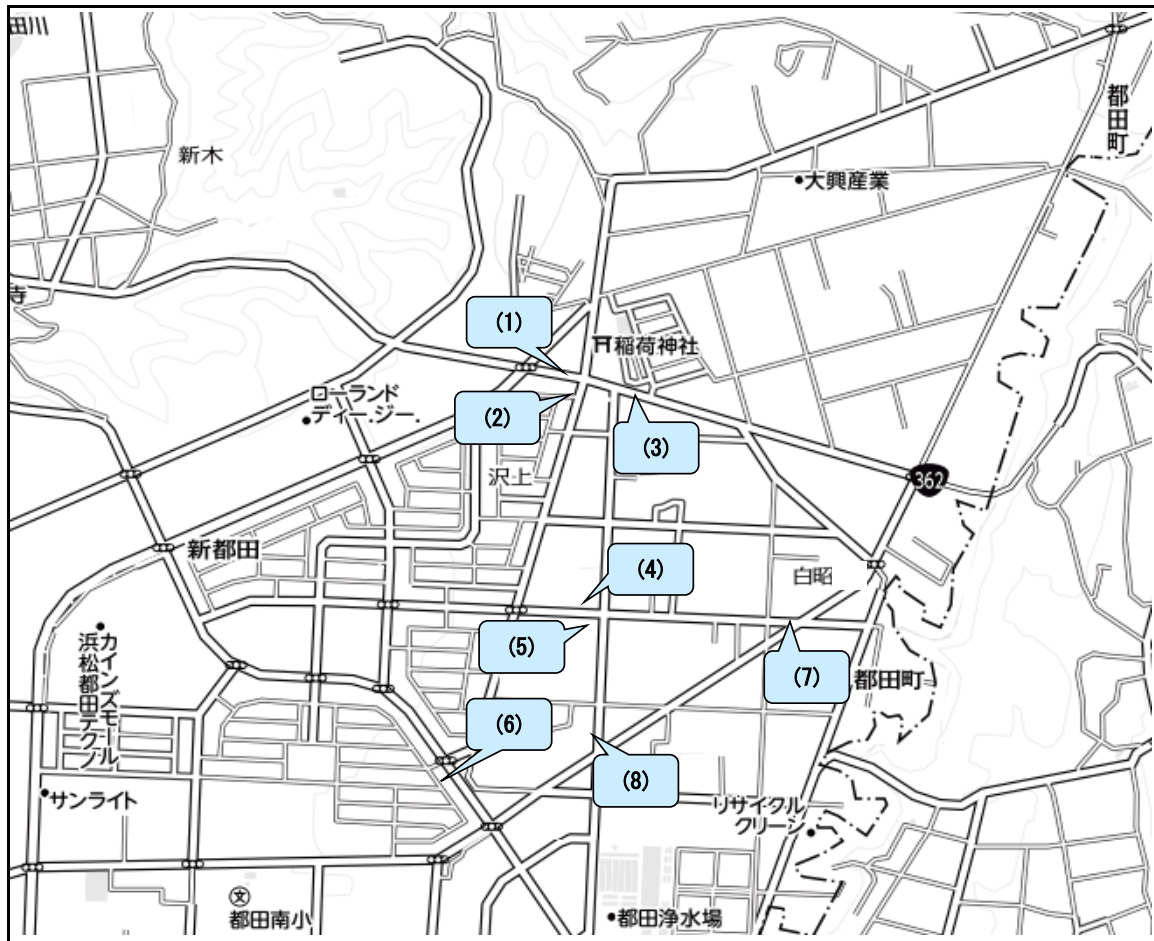 田川
都田町
新木
大興産業
寺
(1)
稲荷神社
ローランド
ディー.ジー.
(2)
(3)
沢上
362
新都田
(4)
白昭
(5)
カインズモール
浜松都田テクノ
(7)
都田町
(6)
(8)
サンライト
リサイクル
クリーン
文
都田南小
都田浄水場